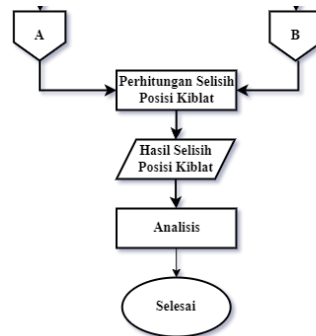 A
B
Perhitungan Selisih
Posisi Kiblat
Hasil Selisih
Posisi Kiblat
Analisis
Selesai